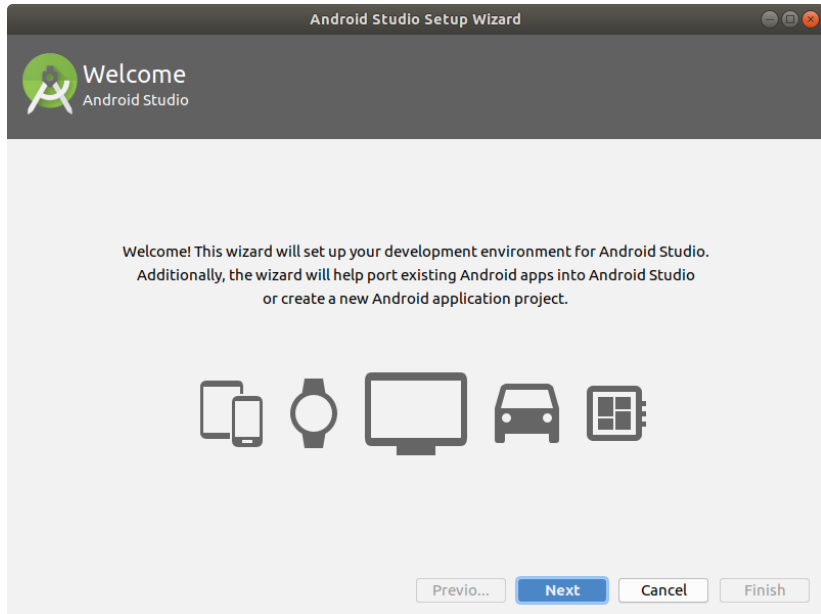 Android Studio Setup Wizard
Welcome
Android Studio
Welcome! This wizard will set up your development environment for Android Studio.
Additionally, the wizard will help port existing Android apps into Android Studio
or create a new Android application project.
Previo... Next Cancel Finish